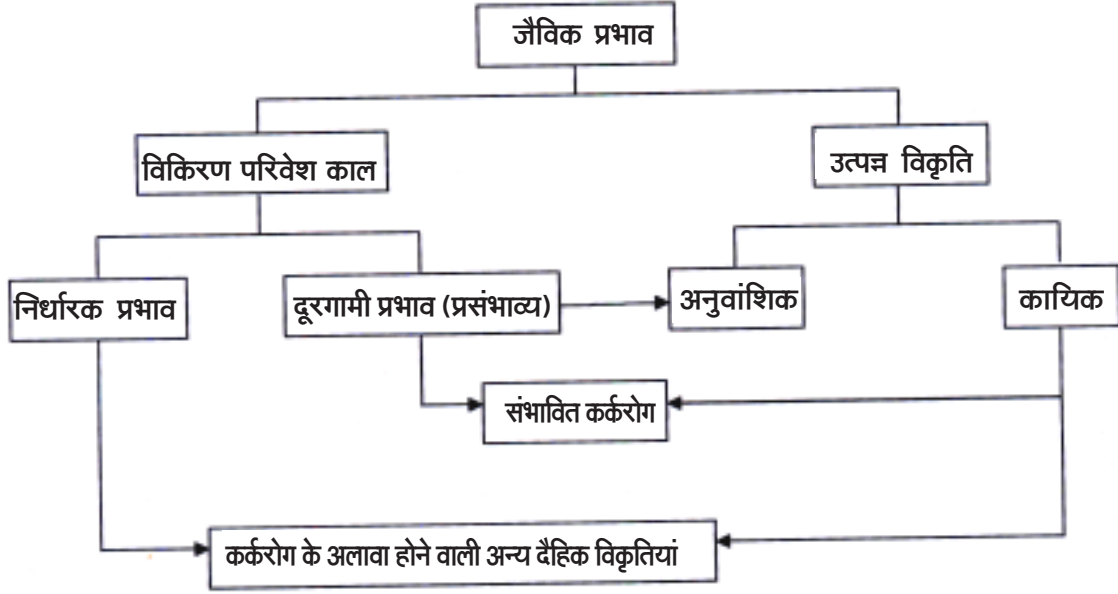 जैविक प्रभाव
विकिरण परिवेश काल
उत्पन्न विकृति
निर्धारक प्रभाव
दूरगामी प्रभाव (प्रसंभाव्य)
अनुवांशिक
कायिक
संभावित कर्करोग
कर्करोग के अलावा होने वाली अन्य दैहिक विकृतियां